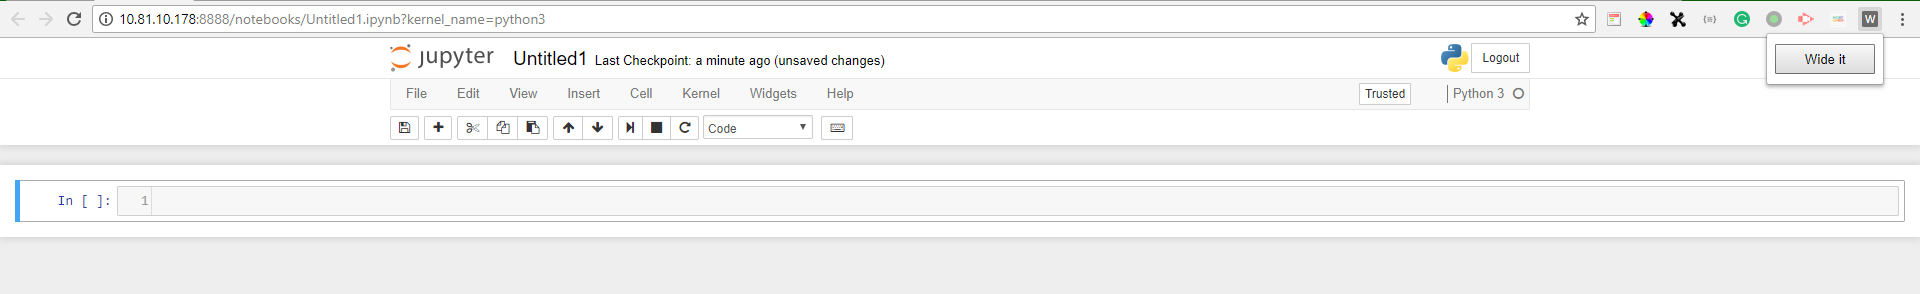 10.81.10.178:8888/notebooks/Untitled1.ipynb?kernel_name=python3
W
jupyter Untitled1 Last Checkpoint: a minute ago (unsaved changes) Logout
Wide it
File Edit View Insert Cell Kernel Widgets Help Trusted Python 3
Code
In [ ]: 1